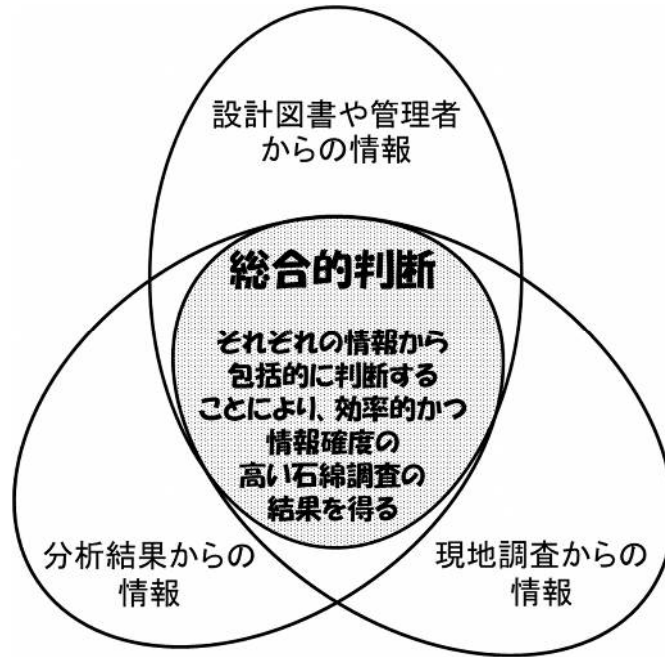 設計図書や管理者
からの情報
総合的判断
それぞれの情報から
包括的に判断する
ことにより、効率的かつ
情報確度の
高い石綿調査の
結果を得る
分析結果からの
情報
現地調査からの
情報